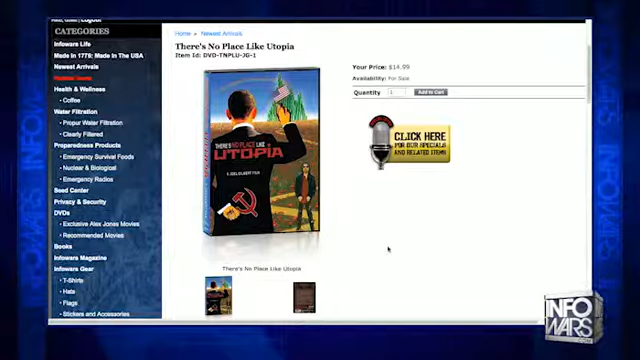 CATEGORIES
Infowars Life
Made In 1776: Made In The USA
Newest Arrivals
Health & Wellness
• Coffee
Water Filtration
• Propur Water Filtration
• Clearly Filtered
Preparedness Products
• Emergency Survival Foods
• Nuclear & Biological
• Emergency Radios
Seed Center
Privacy & Security
DVDs
• Exclusive Alex Jones Movies
• Recommended Movies
Books
Infowars Magazine
Infowars Gear
• T-Shirts
• Hats
• Flags
• Stickers and Accessories
Home › Newest Arrivals
There's No Place Like Utopia
Item Id: DVD-TNPLU-JG-1
THERE'S NO PLACE LIKE
UTOPIA
There's No Place Like Utopia
Your Price: $14.99
Availability: For Sale
Quantity 1 Add to Cart
CLICK HERE
FOR OUR SPECIALS
AND RELATED ITEMS
INFO
WARS
.COM